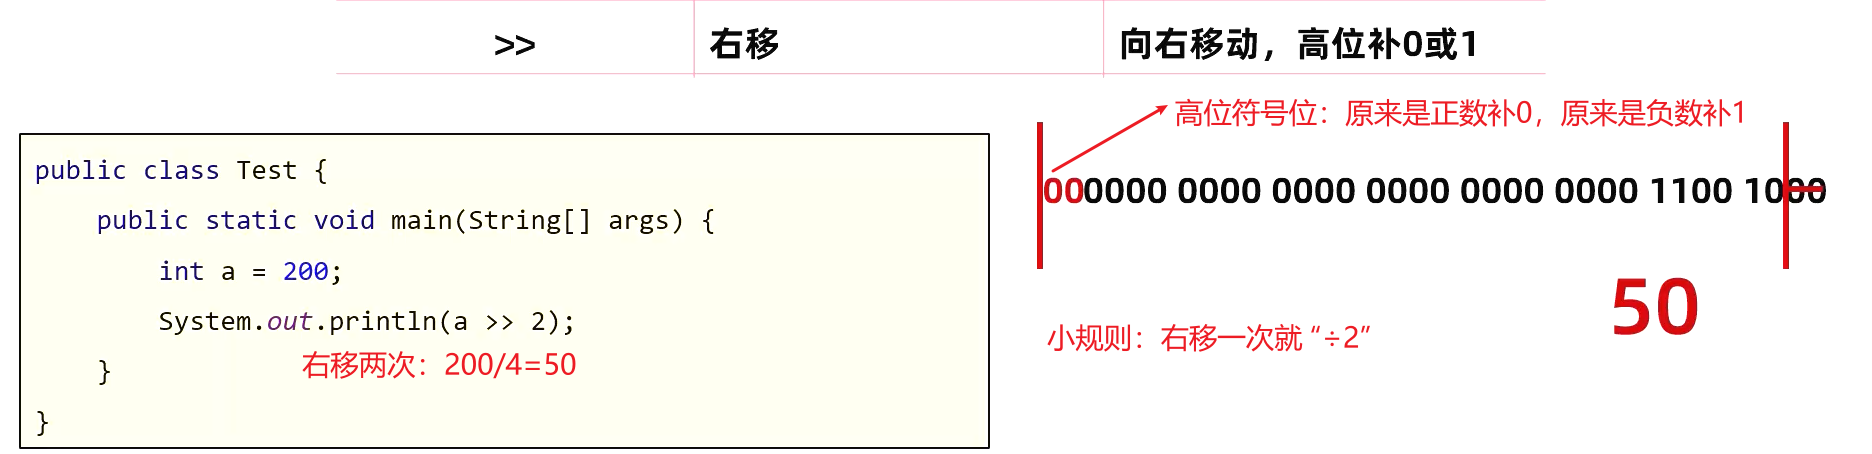 >> 右移 向右移动，高位补0或1
高位符号位：原来是正数补0，原来是负数补1
000000 0000 0000 0000 0000 0000 1100 1000
50
小规则：右移一次就 “÷2”
public class Test {
public static void main(String[] args) {
int a = 200;
System.out.println(a >> 2);
右移两次：200/4=50
}
}